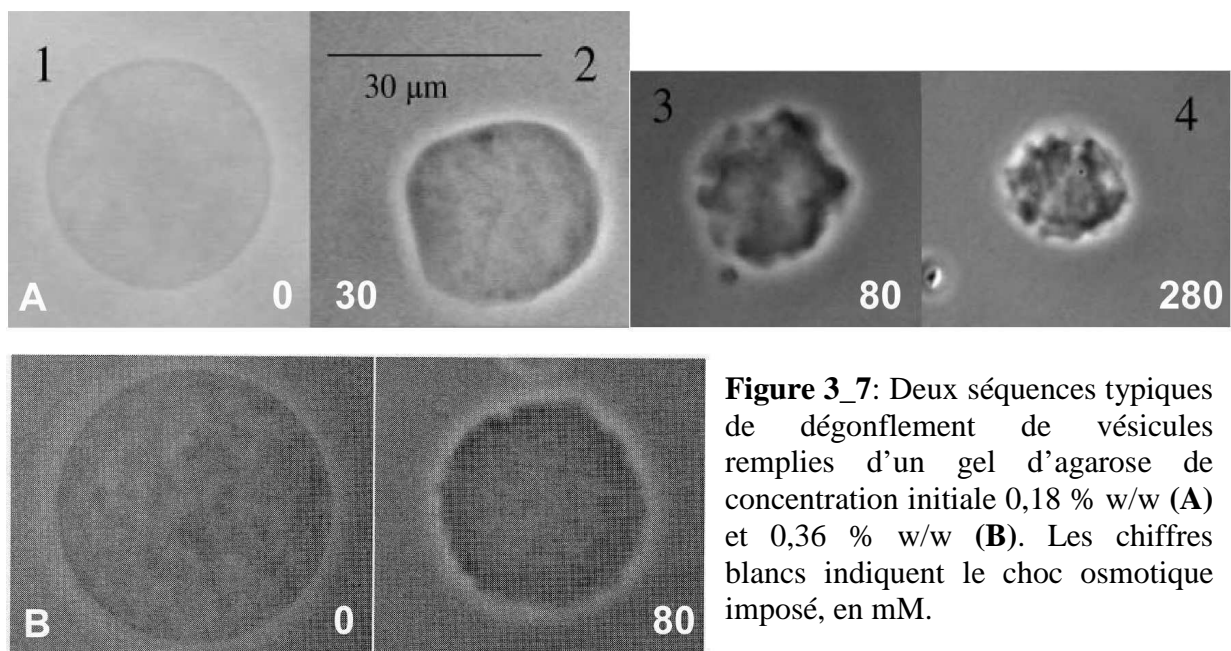 1
30 µm
2
3
4
A
0
30
80
280
B
0
80
Figure 3_7: Deux séquences typiques
de dégonflement de vésicules
remplies d’un gel d’agarose de
concentration initiale 0,18 % w/w (A)
et 0,36 % w/w (B). Les chiffres
blancs indiquent le choc osmotique
imposé, en mM.